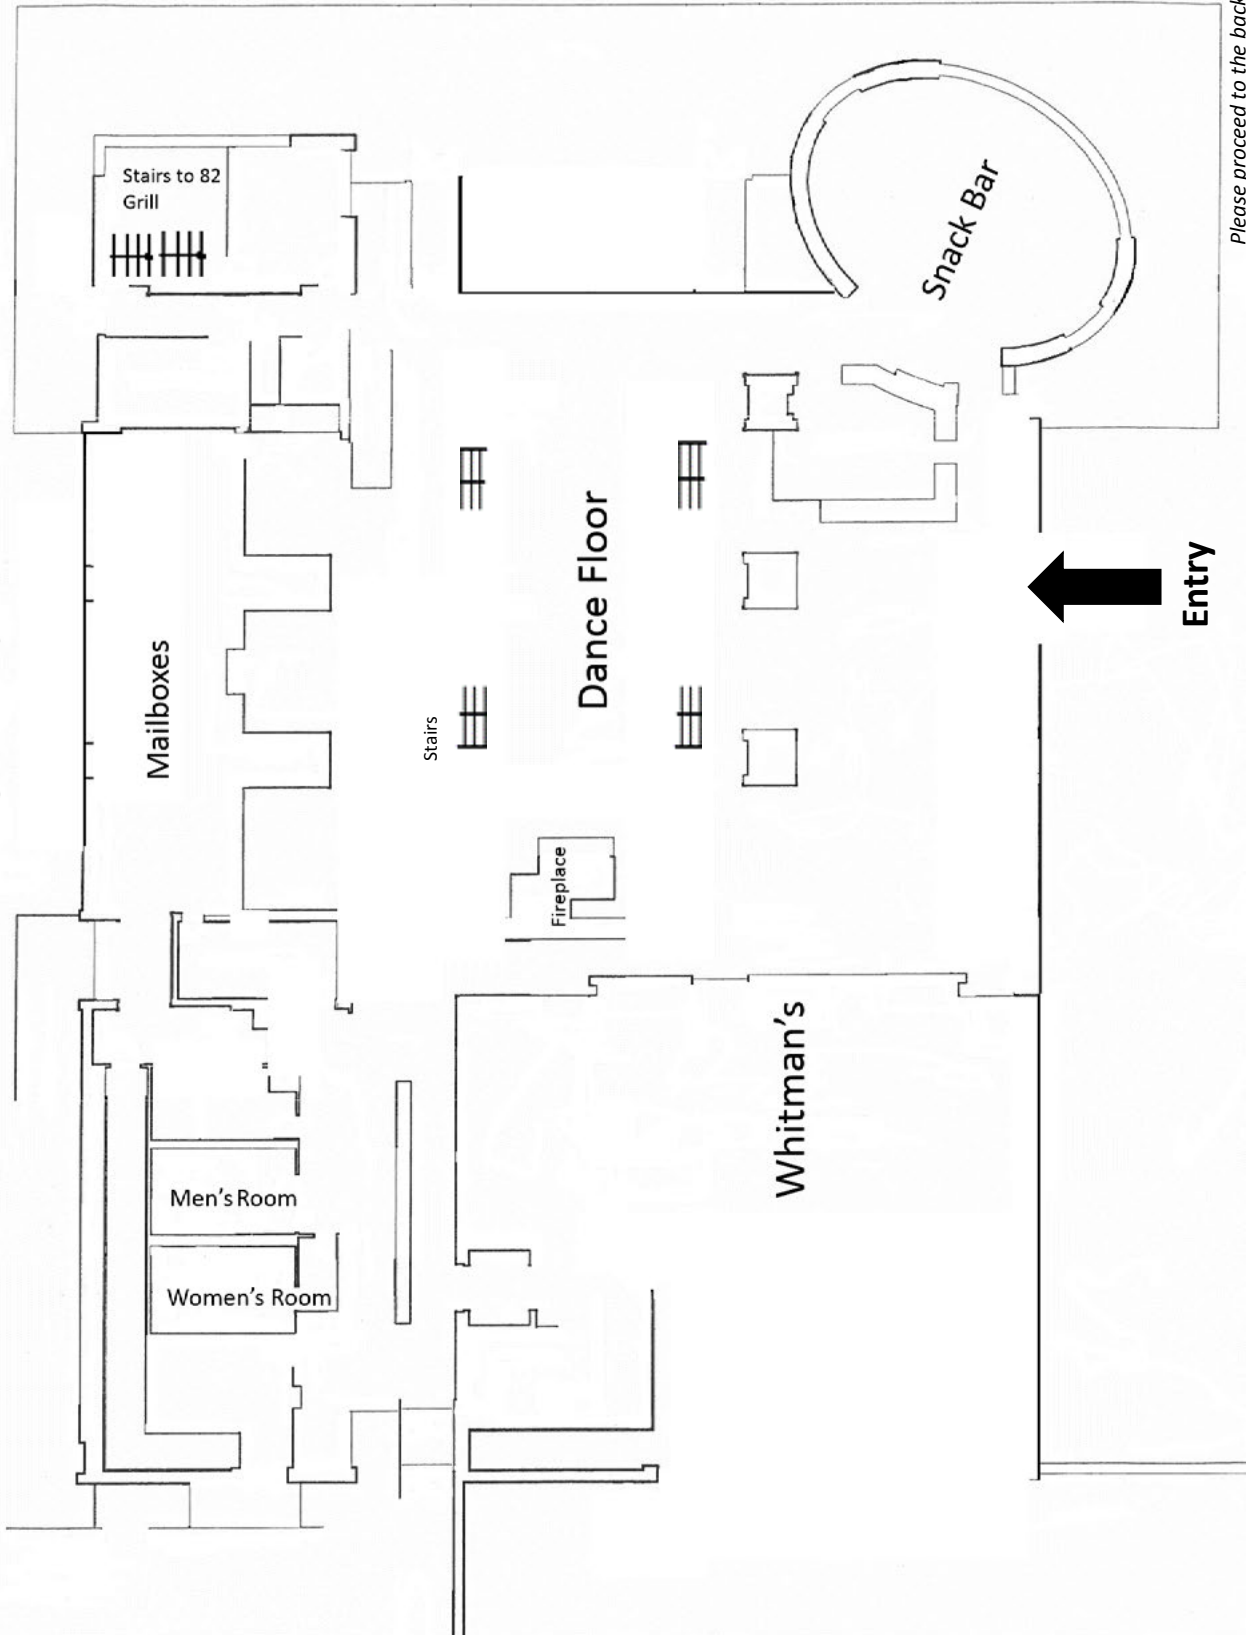 Please proceed to the back
Stairs to 82
Grill
Snack Bar
Dance Floor
Entry
Mailboxes
Stairs
Fireplace
Whitman’s
Men’s Room
Women’s Room